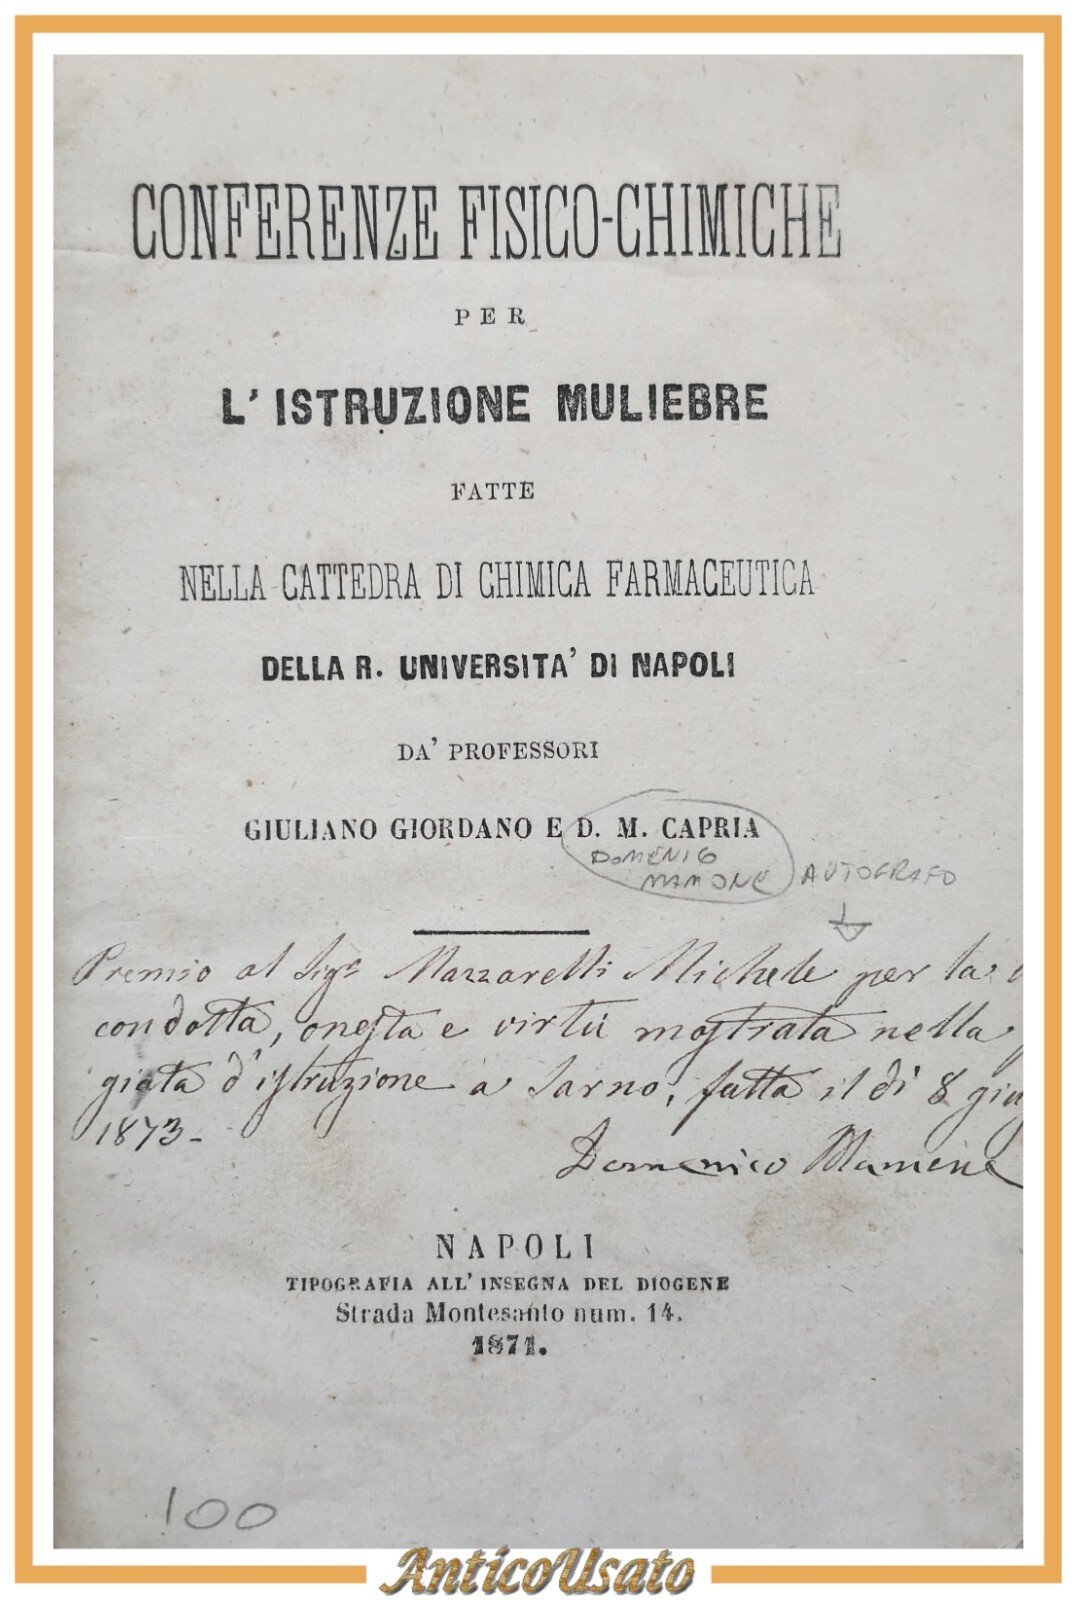 CONFERENZE FISICO-CHIMICHE
PER
L'ISTRUZIONE MULIEBRE
FATTE
NELLA CATTEDRA DI CHIMICA FARMACEUTICA
DELLA R. UNIVERSITA' DI NAPOLI
DA' PROFESSORI
GIULIANO GIORDANO E D. M. CAPRIA
DOMENICO
MAMONE AUTOGRAFO
Premio al Sigr Mazzarelli Michele per la
condotta, onesta e virtù mostrata nella
giata d'istruzione a Sarno, fatta il dì 8 giu
1873-
Domenico Mamone
NAPOLI
TIPOGRAFIA ALL'INSEGNA DEL DIOGENE
Strada Montesanto num. 14.
1871.
100
AnticoUsato